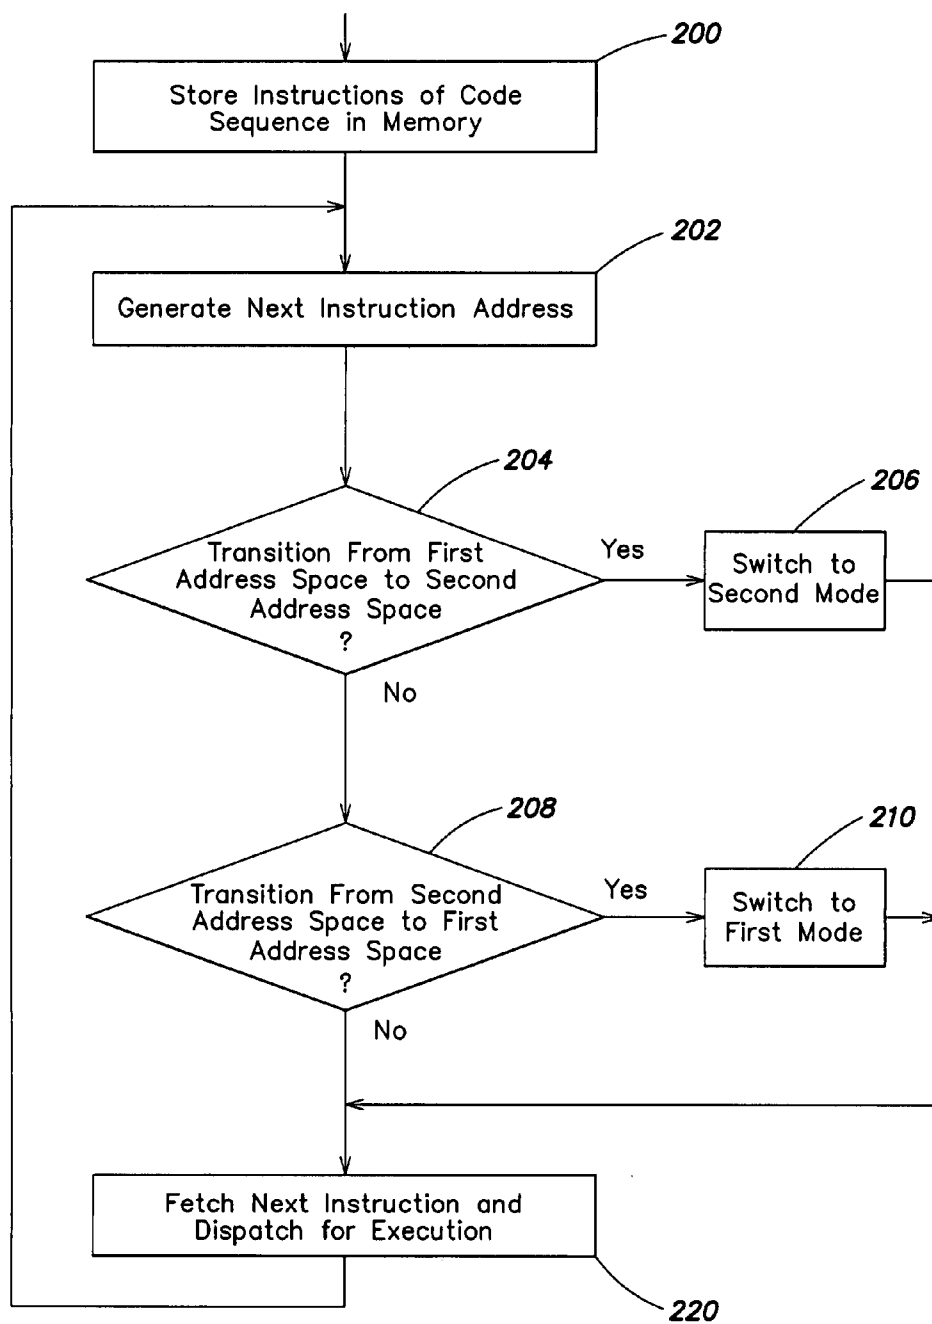 200
Store Instructions of Code
Sequence in Memory
202
Generate Next Instruction Address
204
Transition From First
Address Space to Second
Address Space
?
Yes
206
Switch to
Second Mode
No
208
Transition From Second
Address Space to First
Address Space
?
Yes
210
Switch to
First Mode
No
Fetch Next Instruction and
Dispatch for Execution
220